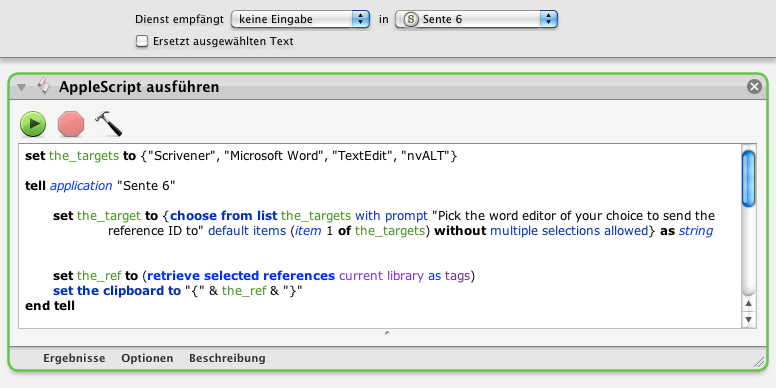 Dienst empfängt keine Eingabe in Sente 6
Ersetzt ausgewählten Text
AppleScript ausführen
set the_targets to {"Scrivener", "Microsoft Word", "TextEdit", "nvALT"}
tell application "Sente 6"
set the_target to {choose from list the_targets with prompt "Pick the word editor of your choice to send the
reference ID to" default items (item 1 of the_targets) without multiple selections allowed} as string
set the_ref to (retrieve selected references current library as tags)
set the clipboard to "{" & the_ref & "}"
end tell
Ergebnisse Optionen Beschreibung